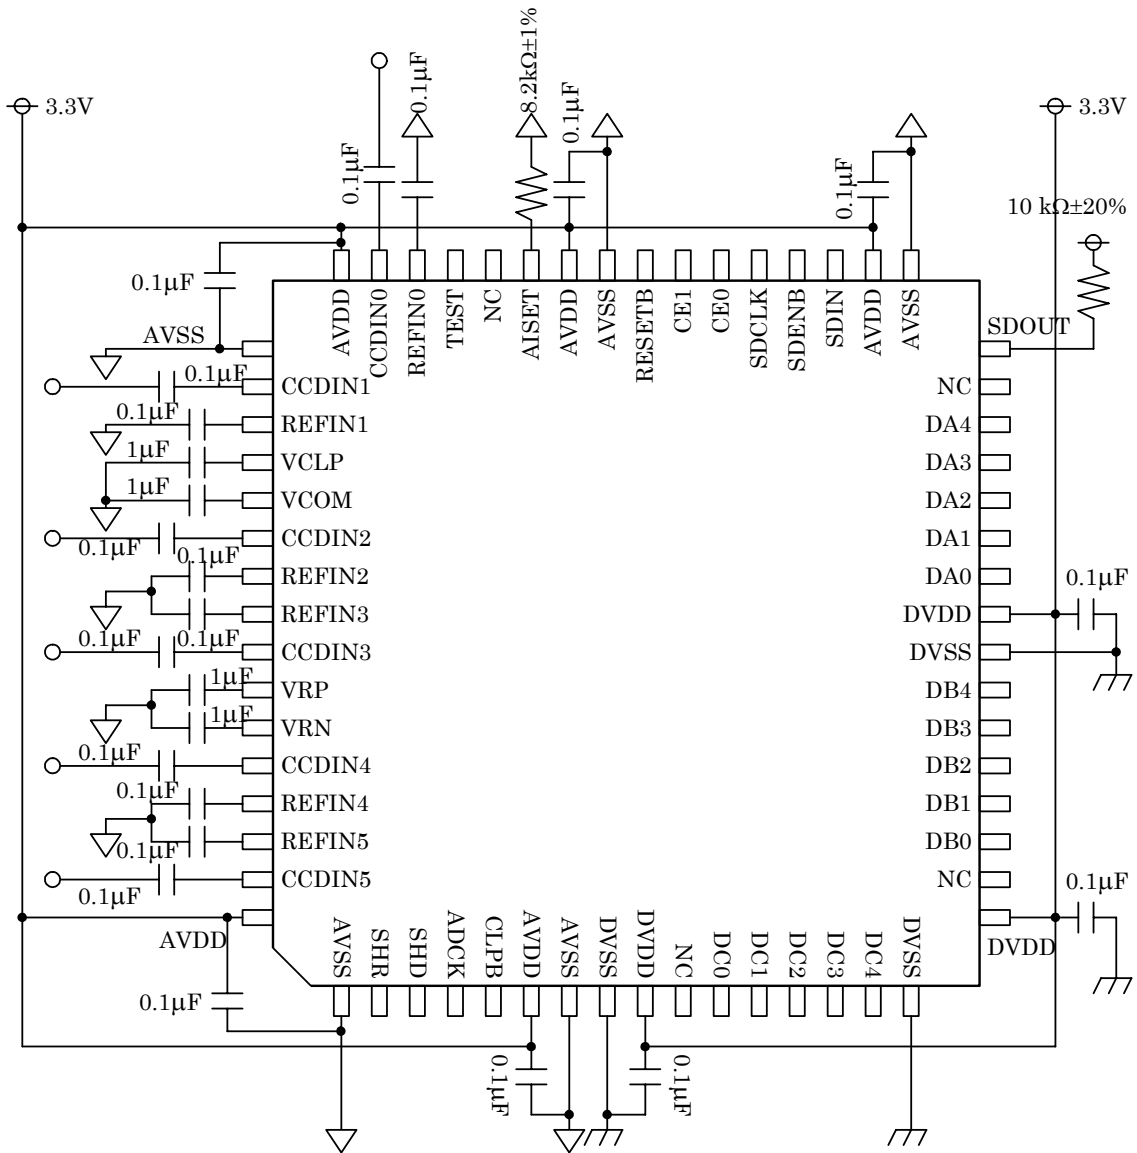 3.3V
0.1µF
0.1µF
8.2kΩ±1%
0.1µF
0.1µF
3.3V
10 kΩ±20%
0.1µF
AVDD
CCDIN0
REFIN0
TEST
NC
AISET
AVDD
AVSS
RESETB
CE1
CE0
SDCLK
SDENB
SDIN
AVDD
AVSS
AVSS
SDOUT
0.1µF
CCDIN1
NC
0.1µF
REFIN1
DA4
1µF
VCLP
DA3
1µF
VCOM
DA2
CCDIN2
DA1
0.1µF
0.1µF
REFIN2
DA0
0.1µF
REFIN3
DVDD
0.1µF
0.1µF
CCDIN3
DVSS
1µF
VRP
DB4
1µF
VRN
DB3
0.1µF
CCDIN4
DB2
0.1µF
REFIN4
DB1
0.1µF
REFIN5
DB0
CCDIN5
NC
0.1µF
0.1µF
AVDD
DVDD
AVSS
SHR
SHD
ADCK
CLPB
AVDD
AVSS
DVSS
DVDD
NC
DC0
DC1
DC2
DC3
DC4
DVSS
0.1µF
0.1µF
0.1µF